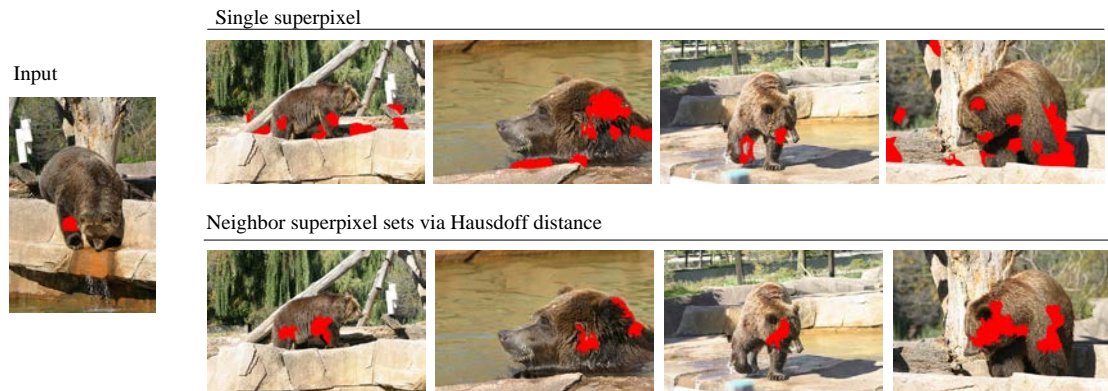 Single superpixel
Input
Neighbor superpixel sets via Hausdoff distance